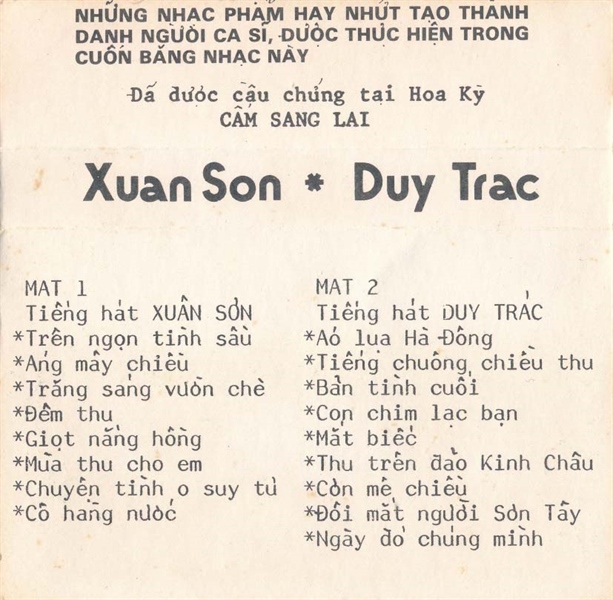 NHỮNG NHẠC PHẨM HAY NHỨT TẠO THÀNH
DANH NGƯỜI CA SĨ, ĐƯỢC THỰC HIỆN TRONG
CUỐN BĂNG NHẠC NÀY
Đã được cầu chứng tại Hoa Kỳ
CẤM SANG LẠI
Xuan Son * Duy Trac
MAT 1
Tiếng hát XUÂN SƠN
*Trên ngọn tình sầu
*Áng mây chiều
*Trăng sáng vườn chè
*Đêm thu
*Giọt nắng hồng
*Mùa thu cho em
*Chuyện tình o suy tử
*Cô hàng nước
MAT 2
Tiếng hát DUY TRÁC
*Aó lụa Hà Đông
*Tiếng chuông chiều thu
*Bản tình cuối
*Con chim lạc bạn
*Mắt biếc
*Thu trên đảo Kinh Châu
*Còn mê chiều
*Đôi mắt người Sơn Tây
*Ngày đó chúng mình